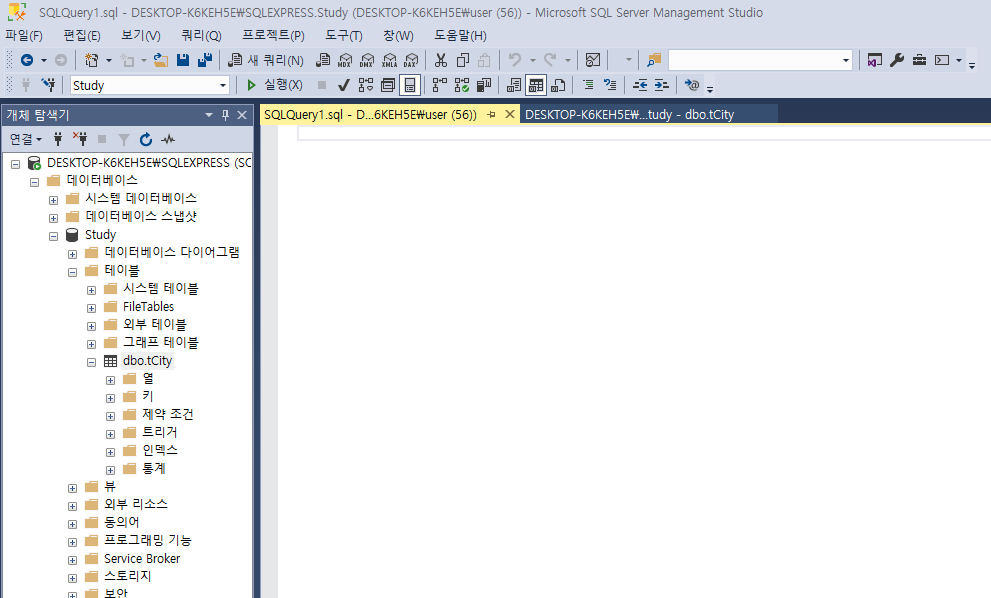 SQLQuery1.sql - DESKTOP-K6KEH5E₩SQLEXPRESS.Study (DESKTOP-K6KEH5E₩user (56)) - Microsoft SQL Server Management Studio
파일(F) 편집(E) 보기(V) 쿼리(Q) 프로젝트(P) 도구(T) 창(W) 도움말(H)
새 쿼리(N) MDX DMX XMLA DAX
Study 실행(X)
개체 탐색기
SQLQuery1.sql - D...6KEH5E₩user (56)) DESKTOP-K6KEH5E₩...tudy - dbo.tCity
연결
DESKTOP-K6KEH5E₩SQLEXPRESS (SC
데이터베이스
시스템 데이터베이스
데이터베이스 스냅샷
Study
데이터베이스 다이어그램
테이블
시스템 테이블
FileTables
외부 테이블
그래프 테이블
dbo.tCity
열
키
제약 조건
트리거
인덱스
통계
뷰
외부 리소스
동의어
프로그래밍 기능
Service Broker
스토리지
보안